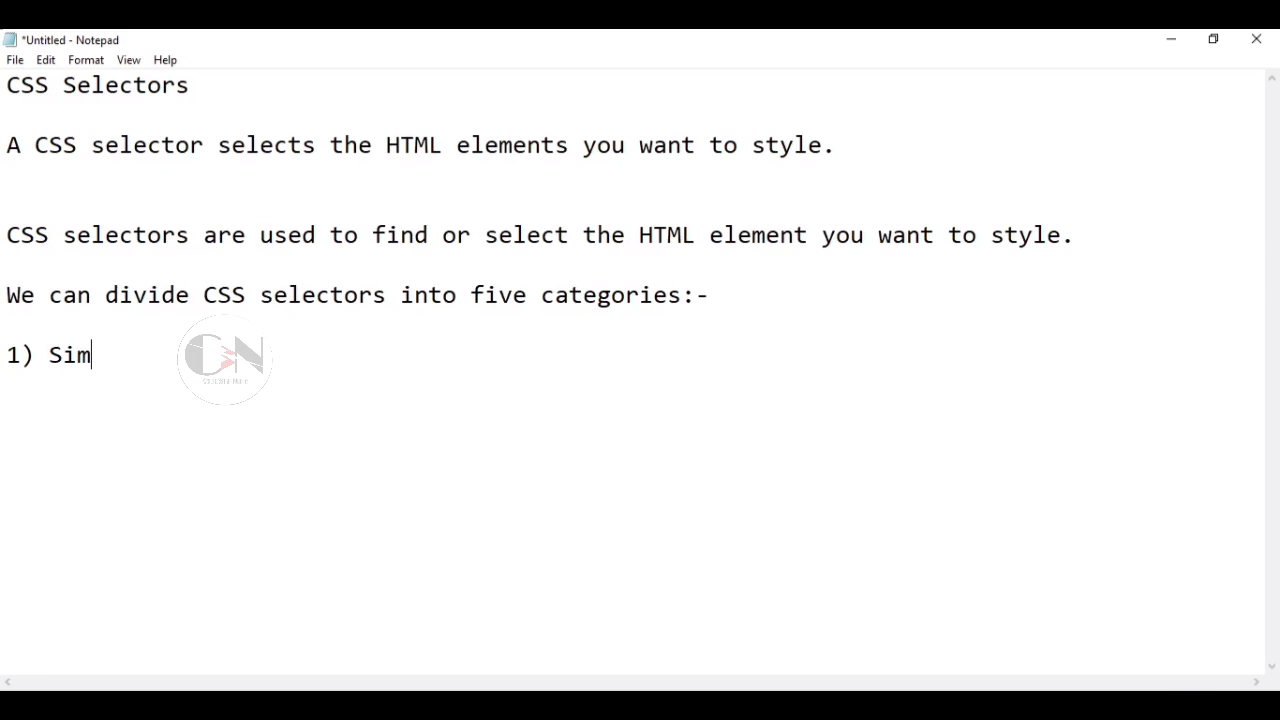 *Untitled - Notepad
File Edit Format View Help
CSS Selectors
A CSS selector selects the HTML elements you want to style.
CSS selectors are used to find or select the HTML element you want to style.
We can divide CSS selectors into five categories:-
1) Sim